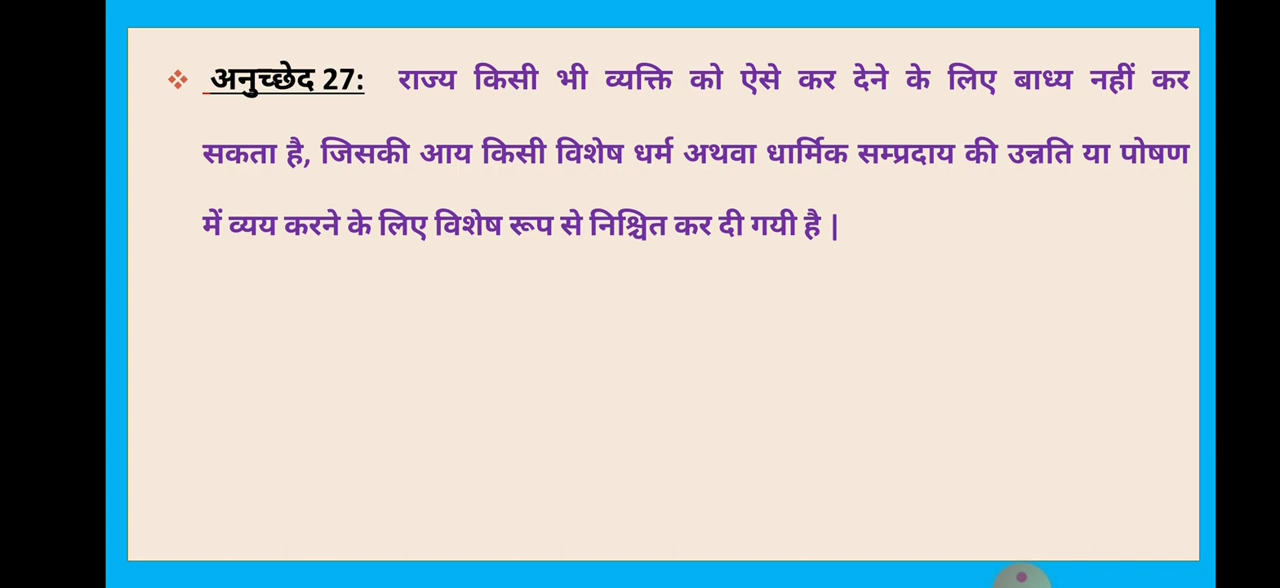 ❖ अनुच्छेद 27: राज्य किसी भी व्यक्ति को ऐसे कर देने के लिए बाध्य नहीं कर
सकता है, जिसकी आय किसी विशेष धर्म अथवा धार्मिक सम्प्रदाय की उन्नति या पोषण
में व्यय करने के लिए विशेष रूप से निश्चित कर दी गयी है |